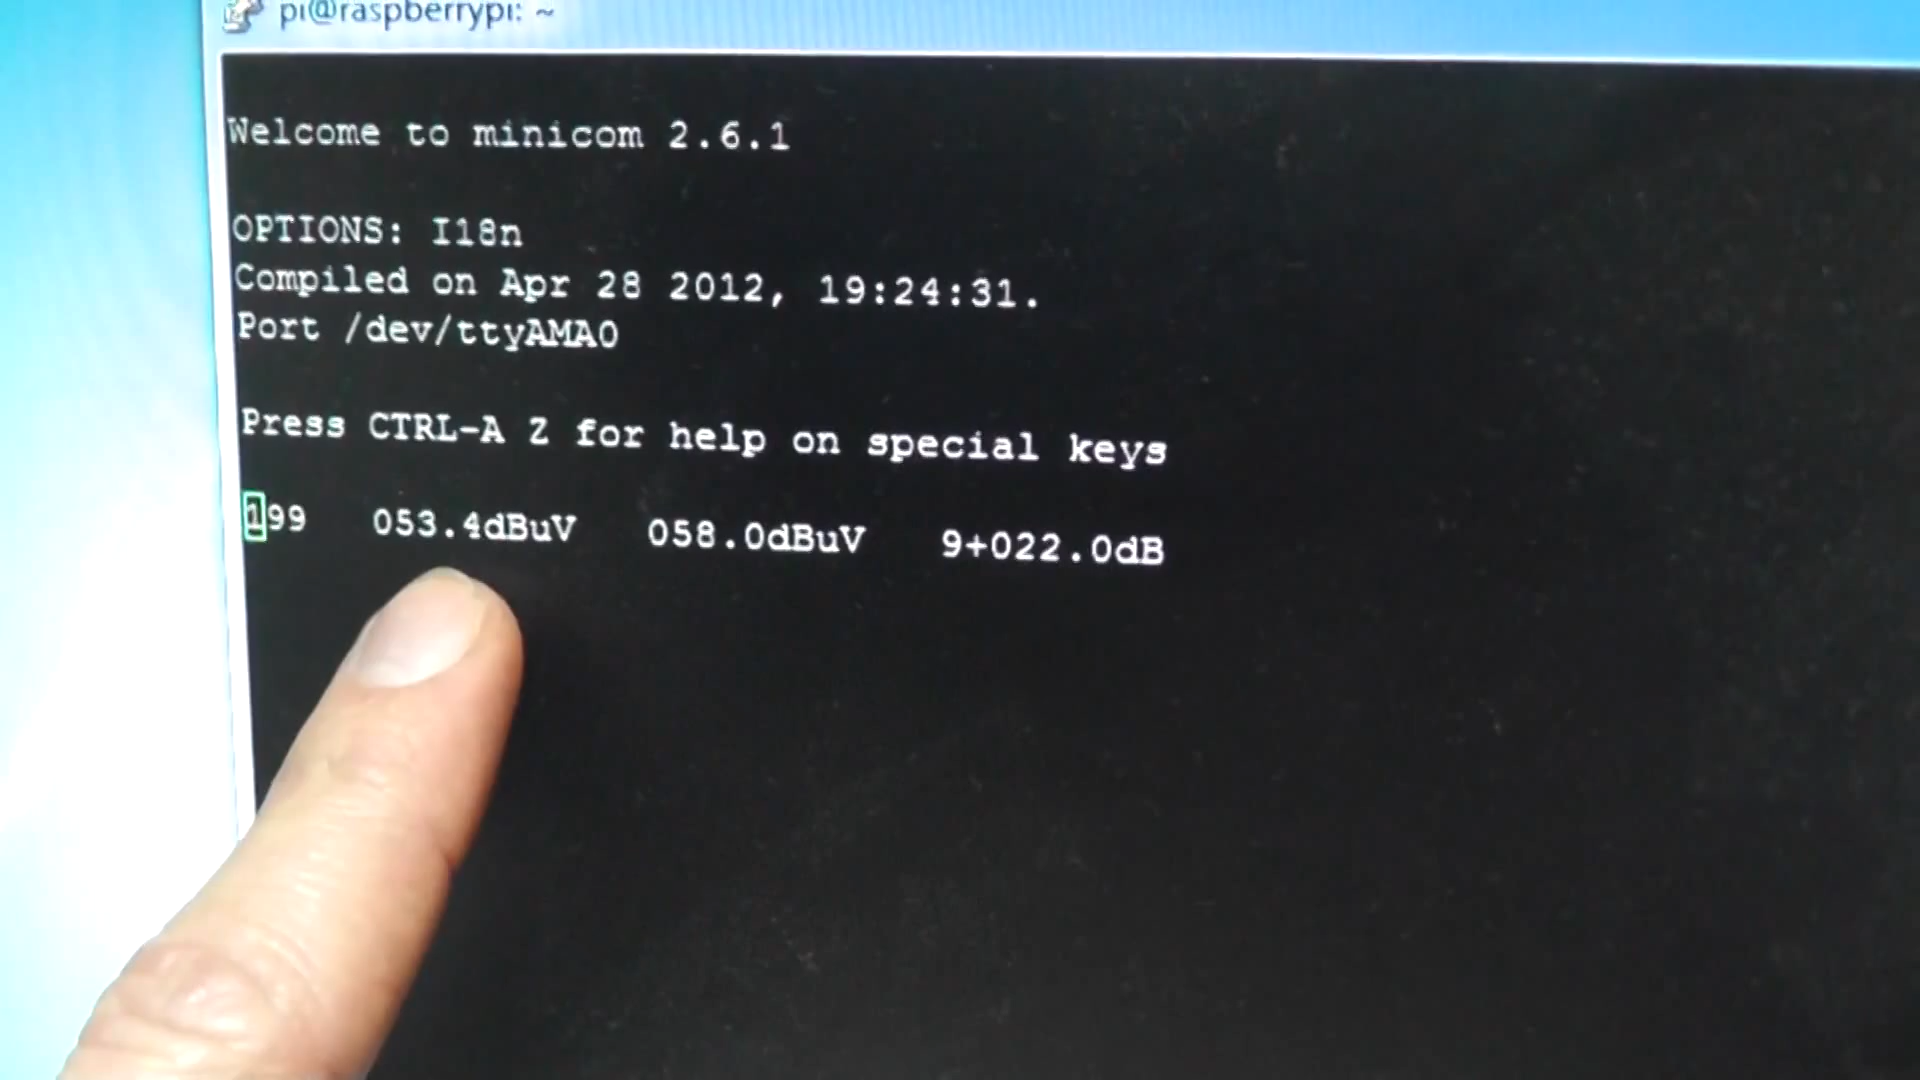 pi@raspberrypi: ~
Welcome to minicom 2.6.1
OPTIONS: I18n
Compiled on Apr 28 2012, 19:24:31.
Port /dev/ttyAMA0
Press CTRL-A Z for help on special keys
199 053.4dBuV 058.0dBuV 9+022.0dB